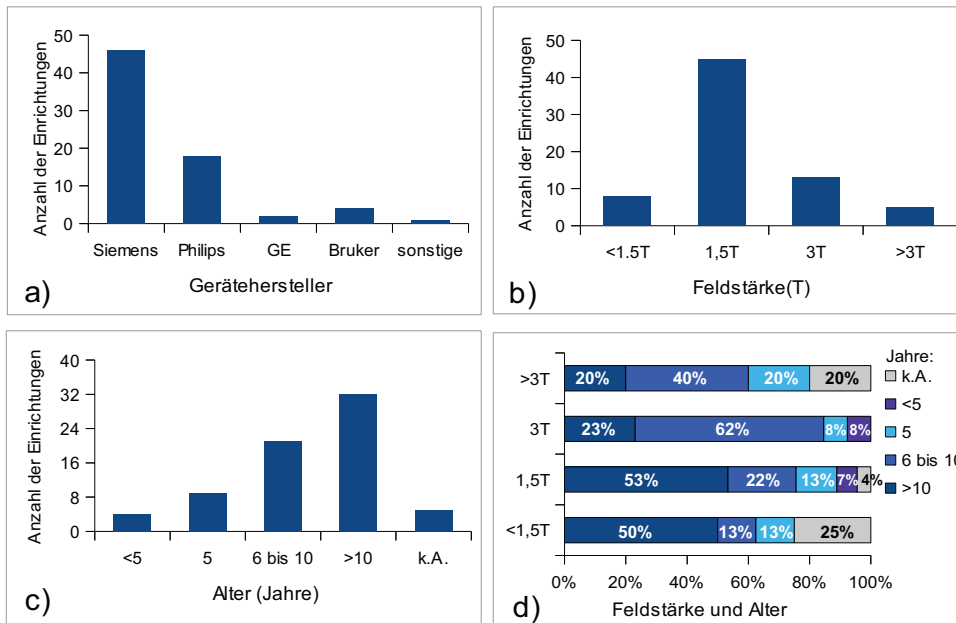 Anzahl der Einrichtungen
50
40
30
20
10
0
Siemens Philips GE Bruker sonstige
Gerätehersteller
a)
Anzahl der Einrichtungen
50
40
30
20
10
0
<1.5T 1,5T 3T >3T
Feldstärke(T)
b)
Anzahl der Einrichtungen
40
32
24
16
8
0
<5 5 6 bis 10 >10 k.A.
Alter (Jahre)
c)
Jahre:
k.A.
<5
5
6 bis 10
>10
>3T 20% 40% 20% 20%
3T 23% 62% 8% 8%
1,5T 53% 22% 13% 7% 4%
<1,5T 50% 13% 13% 25%
0% 20% 40% 60% 80% 100%
Feldstärke und Alter
d)